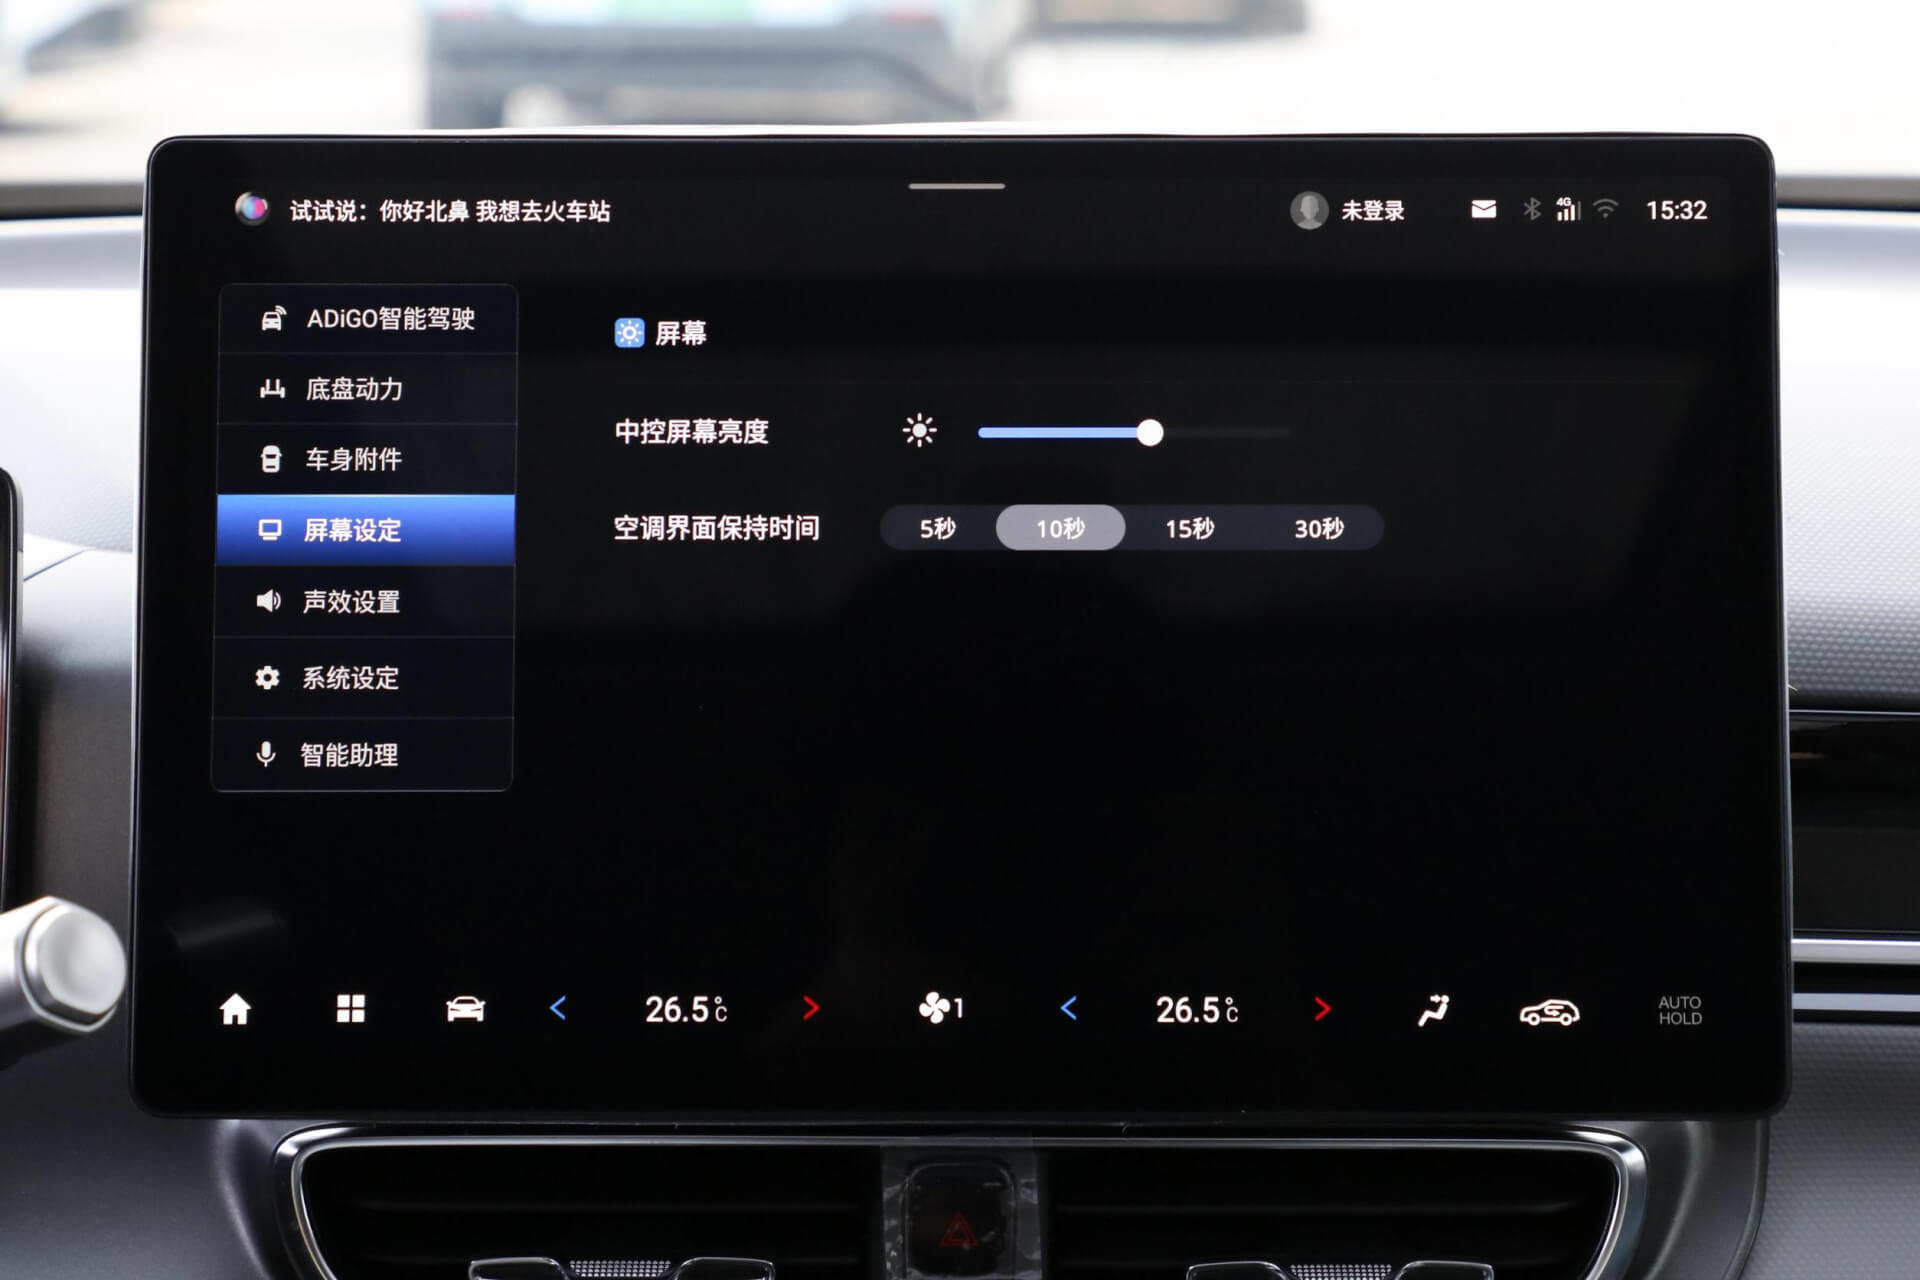 试试说：你好北鼻 我想去火车站
未登录
4G
15:32
ADiGO智能驾驶
底盘动力
车身附件
屏幕设定
声效设置
系统设定
智能助理
屏幕
中控屏幕亮度
空调界面保持时间
5秒 10秒 15秒 30秒
26.5℃
1
26.5℃
AUTO
HOLD